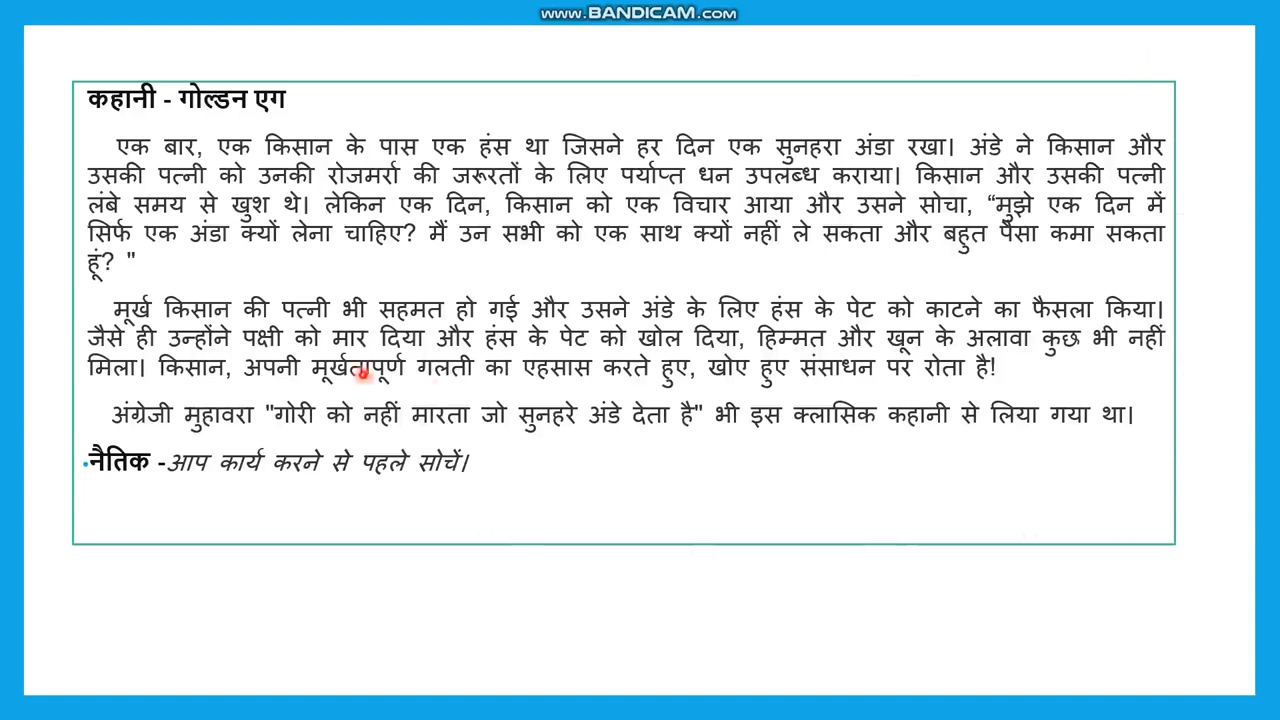 www.BANDICAM.com
कहानी - गोल्डन एग
एक बार, एक किसान के पास एक हंस था जिसने हर दिन एक सुनहरा अंडा रखा। अंडे ने किसान और
उसकी पत्नी को उनकी रोजमर्रा की जरूरतों के लिए पर्याप्त धन उपलब्ध कराया। किसान और उसकी पत्नी
लंबे समय से खुश थे। लेकिन एक दिन, किसान को एक विचार आया और उसने सोचा, “मुझे एक दिन में
सिर्फ एक अंडा क्यों लेना चाहिए? मैं उन सभी को एक साथ क्यों नहीं ले सकता और बहुत पैसा कमा सकता
हूं? "
मूर्ख किसान की पत्नी भी सहमत हो गई और उसने अंडे के लिए हंस के पेट को काटने का फैसला किया।
जैसे ही उन्होंने पक्षी को मार दिया और हंस के पेट को खोल दिया, हिम्मत और खून के अलावा कुछ भी नहीं
मिला। किसान, अपनी मूर्खतापूर्ण गलती का एहसास करते हुए, खोए हुए संसाधन पर रोता है!
अंग्रेजी मुहावरा "गोरी को नहीं मारता जो सुनहरे अंडे देता है" भी इस क्लासिक कहानी से लिया गया था।
नैतिक -आप कार्य करने से पहले सोचें।